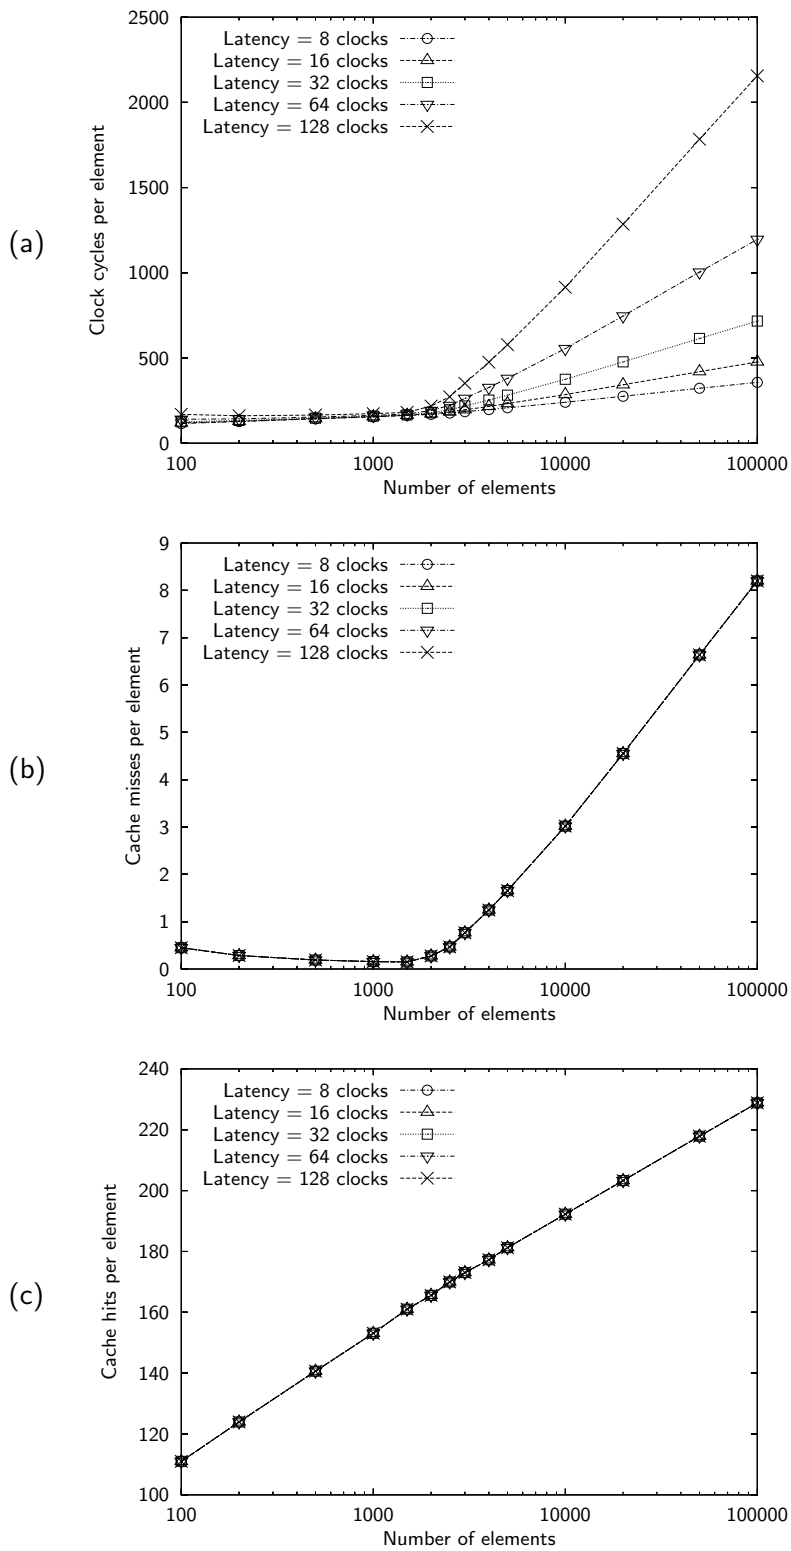 (a)
Clock cycles per element
2500
2000
1500
1000
500
0
Latency = 8 clocks
Latency = 16 clocks
Latency = 32 clocks
Latency = 64 clocks
Latency = 128 clocks
100 1000 10000 100000
Number of elements
(b)
Cache misses per element
9
8
7
6
5
4
3
2
1
0
Latency = 8 clocks
Latency = 16 clocks
Latency = 32 clocks
Latency = 64 clocks
Latency = 128 clocks
100 1000 10000 100000
Number of elements
(c)
Cache hits per element
240
220
200
180
160
140
120
100
Latency = 8 clocks
Latency = 16 clocks
Latency = 32 clocks
Latency = 64 clocks
Latency = 128 clocks
100 1000 10000 100000
Number of elements